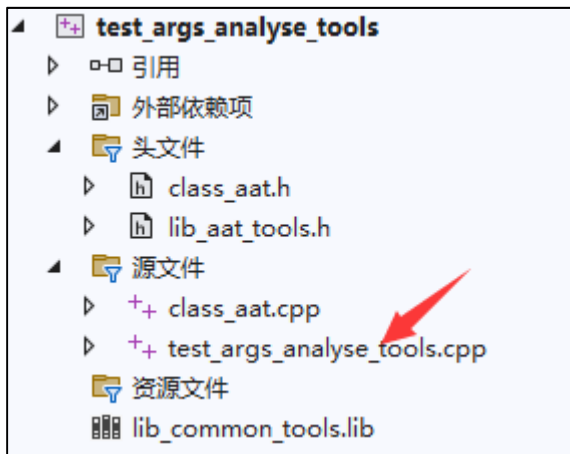 test_args_analyse_tools
引用
外部依赖项
头文件
class_aat.h
lib_aat_tools.h
源文件
class_aat.cpp
test_args_analyse_tools.cpp
资源文件
lib_common_tools.lib